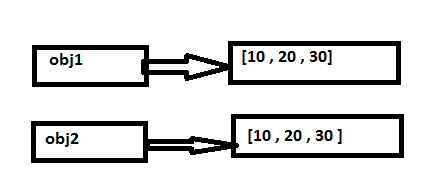 obj1
[10 , 20 , 30]
obj2
[10 , 20 , 30 ]